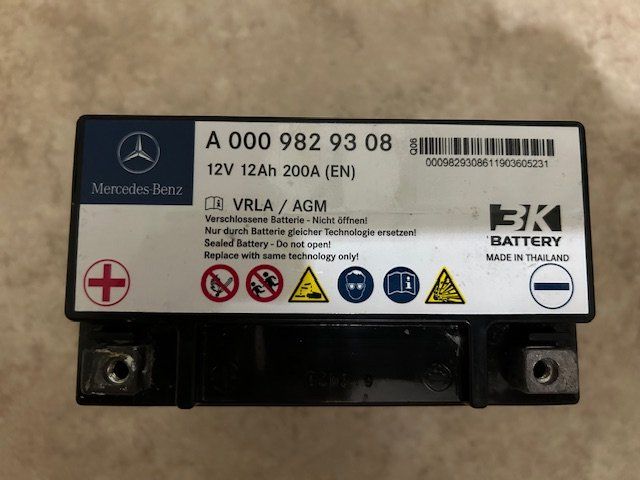 A 000 982 93 08
Q06
00098293086119036052​31
12V 12Ah 200A (EN)
Mercedes-Benz
VRLA / AGM
Verschlossene Batterie - Nicht öffnen!
Nur durch Batterie gleicher Technologie ersetzen!
Sealed Battery - Do not open!
Replace with same technology only!
3K
BATTERY
MADE IN THAILAND